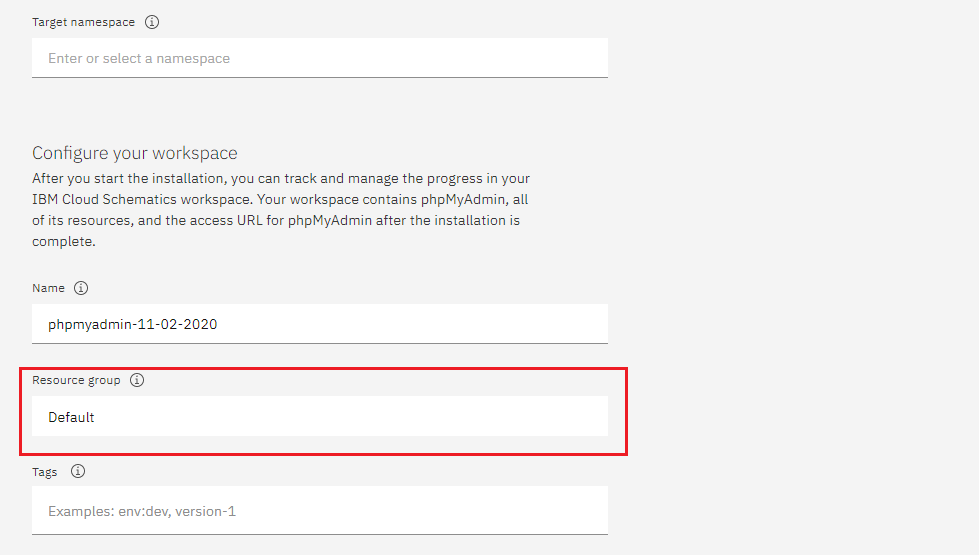 Target namespace
Enter or select a namespace
Configure your workspace
After you start the installation, you can track and manage the progress in your
IBM Cloud Schematics workspace. Your workspace contains phpMyAdmin, all
of its resources, and the access URL for phpMyAdmin after the installation is
complete.
Name
phpmyadmin-11-02-2020
Resource group
Default
Tags
Examples: env:dev, version-1